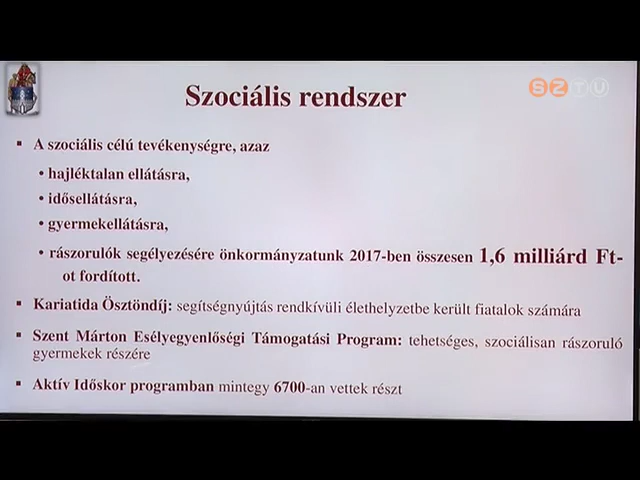 SZTV
Szociális rendszer
▪ A szociális célú tevékenységre, azaz
• hajléktalan ellátásra,
• idősellátásra,
• gyermekellátásra,
• rászorulók segélyezésére önkormányzatunk 2017-ben összesen 1,6 milliárd Ft-
ot fordított.
▪ Kariatida Ösztöndíj: segítségnyújtás rendkívüli élethelyzetbe került fiatalok számára
▪ Szent Márton Esélyegyenlőségi Támogatási Program: tehetséges, szociálisan rászoruló
gyermekek részére
▪ Aktív Időskor programban mintegy 6700-an vettek részt